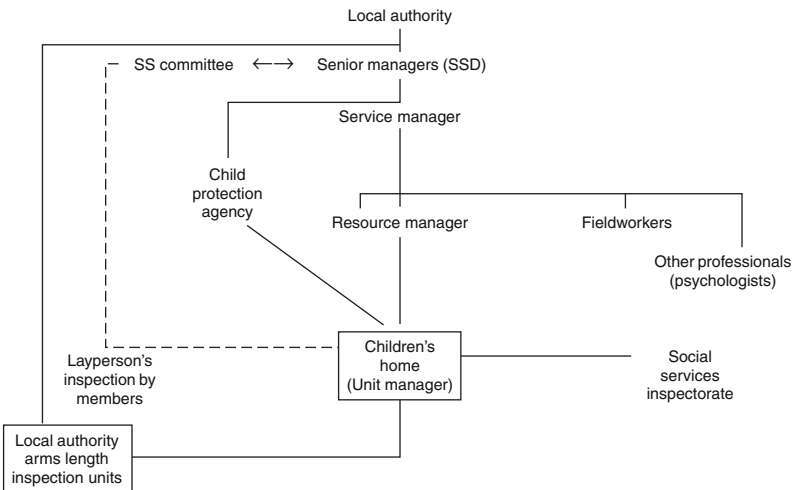 Local authority
SS committee
Senior managers (SSD)
Service manager
Child
protection
agency
Resource manager
Fieldworkers
Other professionals
(psychologists)
Children's
home
(Unit manager)
Layperson's
inspection by
members
Social
services
inspectorate
Local authority
arms length
inspection units